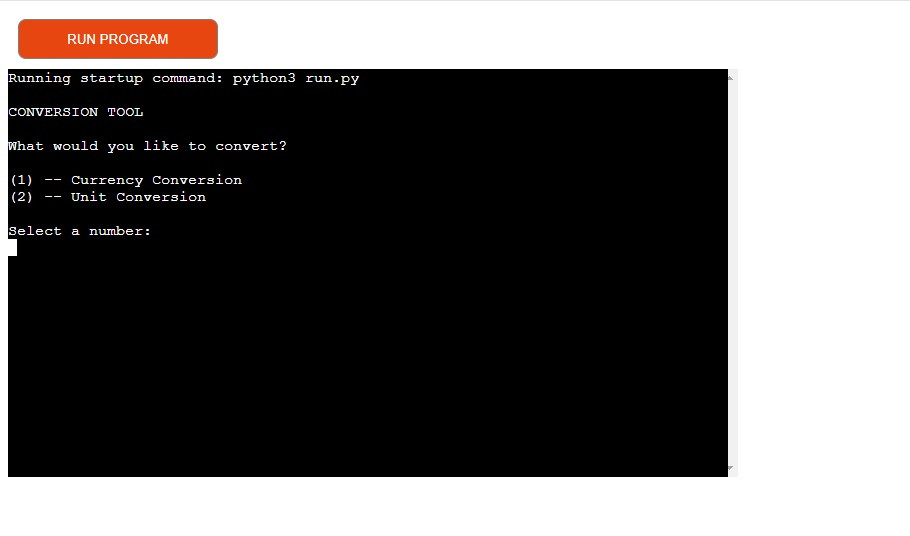 RUN PROGRAM
Running startup command: python3 run.py
CONVERSION TOOL
What would you like to convert?
(1) -- Currency Conversion
(2) -- Unit Conversion
Select a number: